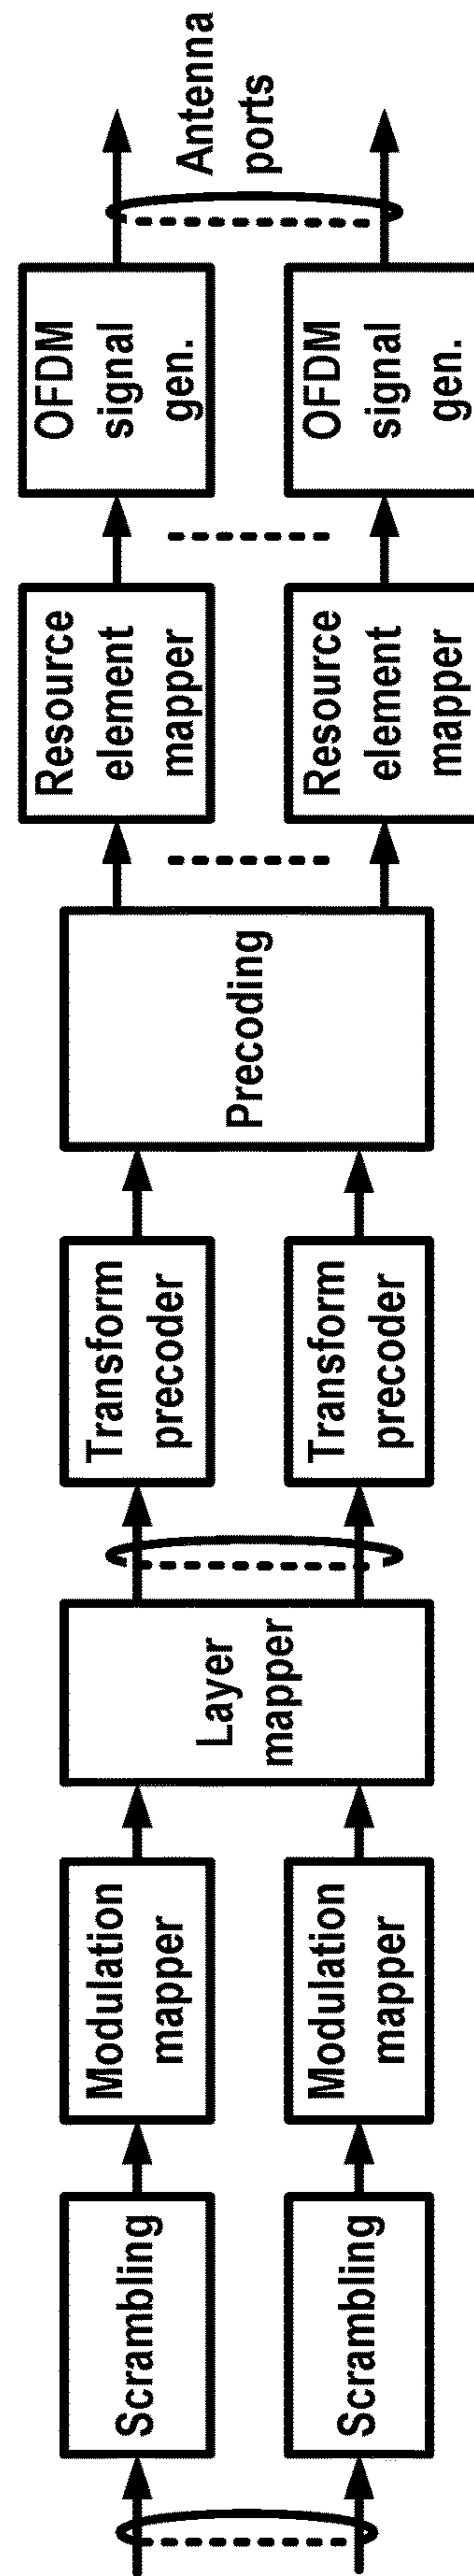 Scrambling
Scrambling
Modulation
mapper
Modulation
mapper
Layer
mapper
Transform
precoder
Transform
precoder
Precoding
Resource
element
mapper
Resource
element
mapper
OFDM
signal
gen.
OFDM
signal
gen.
Antenna
ports